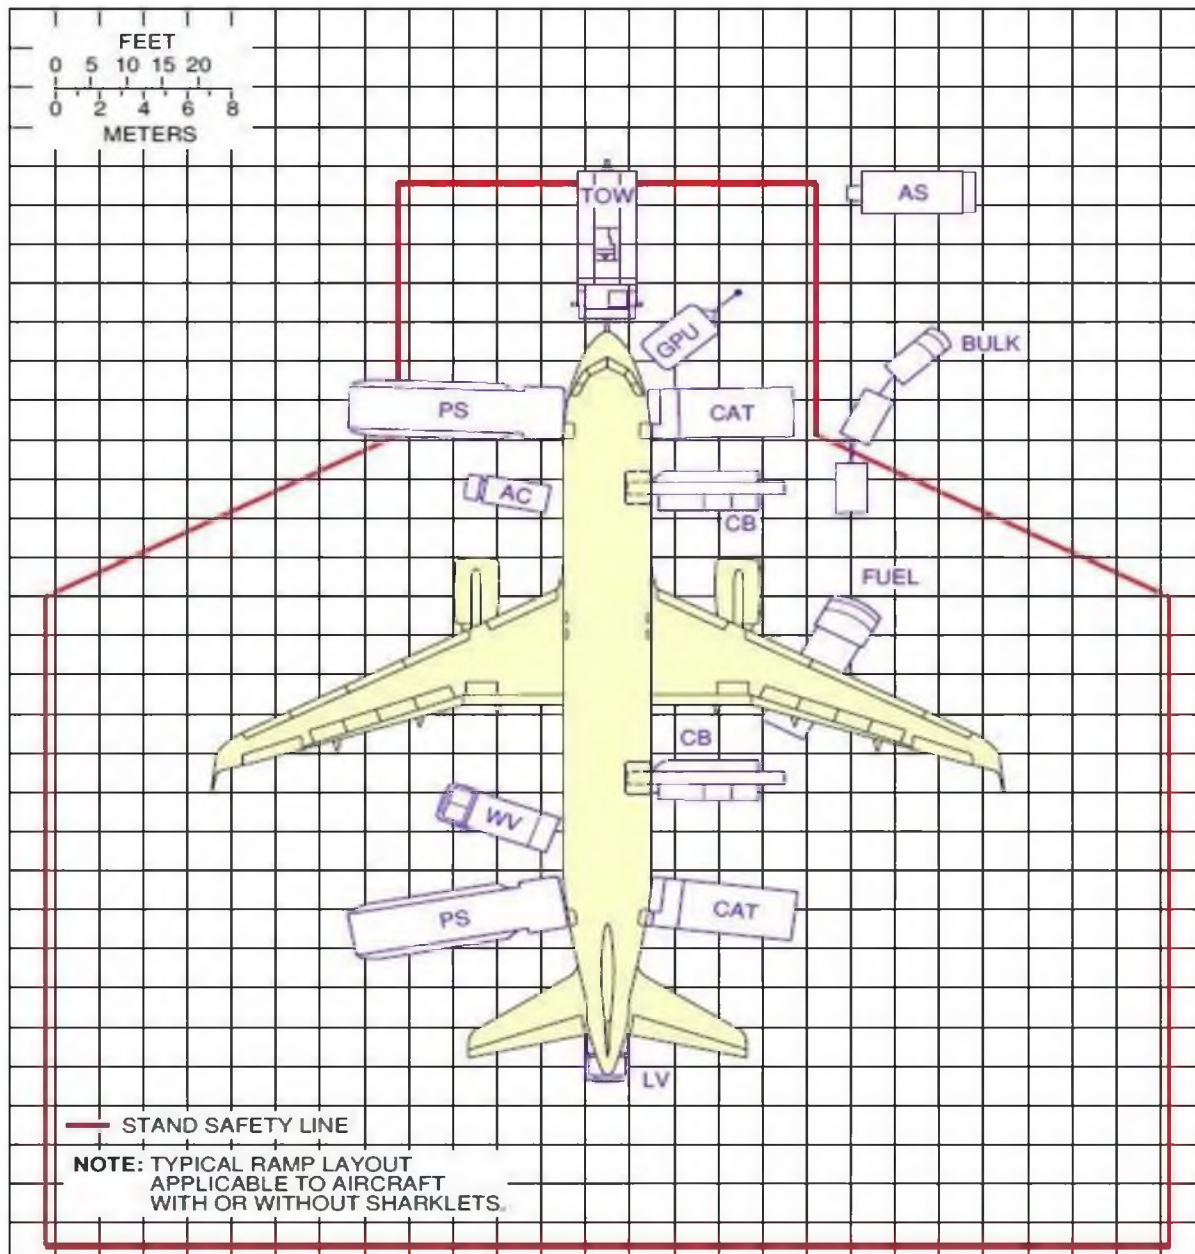 FEET
0 5 10 15 20
0 2 4 6 8
METERS
TOW
AS
GPU
BULK
PS
CAT
AC
CB
FUEL
CB
WV
PS
CAT
LV
STAND SAFETY LINE
NOTE: TYPICAL RAMP LAYOUT
APPLICABLE TO AIRCRAFT
WITH OR WITHOUT SHARKLETS.